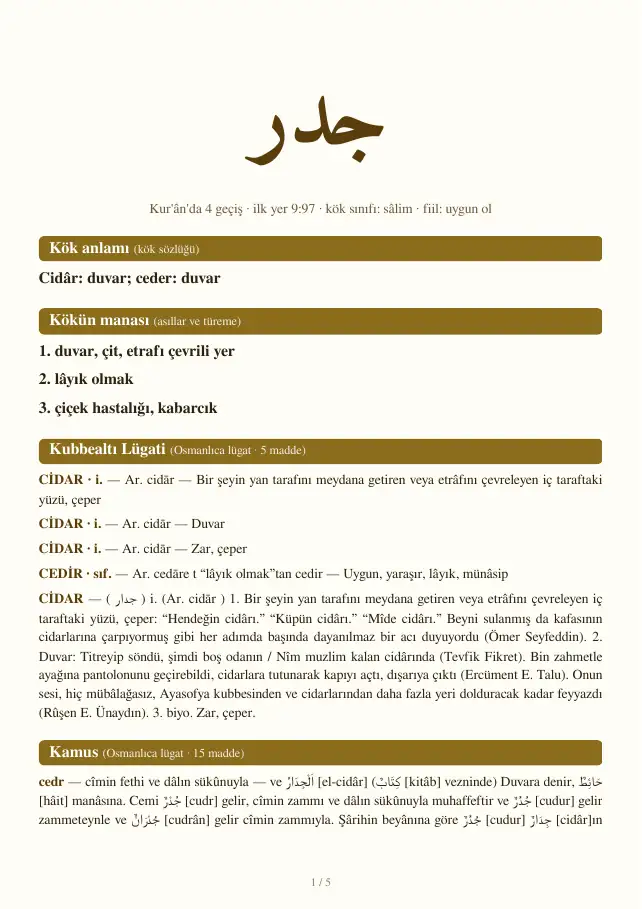 جدر
Kur'ân'da 4 geçiş · ilk yer 9:97 · kök sınıfı: sâlim · fiil: uygun ol
Kök anlamı (kök sözlüğü)
Cidâr: duvar; ceder: duvar
Kökün manası (asıllar ve türeme)
1. duvar, çit, etrafı çevrili yer
2. lâyık olmak
3. çiçek hastalığı, kabarcık
Kubbealtı Lügati (Osmanlıca lügat · 5 madde)
CİDAR · i. — Ar. cidār — Bir şeyin yan tarafını meydana getiren veya etrâfını çevreleyen iç taraftaki
yüzü, çeper
CİDAR · i. — Ar. cidār — Duvar
CİDAR · i. — Ar. cidār — Zar, çeper
CEDİR · sıf. — Ar. cedāre t “lâyık olmak”tan cedіr — Uygun, yaraşır, lâyık, münâsip
CİDAR — ( جدار ) i. (Ar. cidār ) 1. Bir şeyin yan tarafını meydana getiren veya etrâfını çevreleyen iç
taraftaki yüzü, çeper: “Hendeğin cidârı.” “Küpün cidârı.” “Mîde cidârı.” Beyni sulanmış da kafasının
cidarlarına çarpıyormuş gibi her adımda başında dayanılmaz bir acı duyuyordu (Ömer Seyfeddin). 2.
Duvar: Titreyip söndü, şimdi boş odanın / Nîm muzlim kalan cidârında (Tevfik Fikret). Bin zahmetle
ayağına pantolonunu geçirebildi, cidarlara tutunarak kapıyı açtı, dışarıya çıktı (Ercüment E. Talu). Onun
sesi, hiç mübâlağasız, Ayasofya kubbesinden ve cidarlarından daha fazla yeri dolduracak kadar feyyazdı
(Rûşen E. Ünaydın). 3. biyo. Zar, çeper.
Kamus (Osmanlıca lügat · 15 madde)
cedr — cîmin fethi ve dâlın sükûnuyla — ve اَلْجِدَارُ [el-cidâr] (كِتَابٌ [kitâb] vezninde) Duvara denir, حَائِطٌ
[hâit] manâsına. Cemi جُدْرٌ [cudr] gelir, cîmin zammı ve dâlın sükûnuyla muhaffeftir ve جُدُرٌ [cudur] gelir
zammeteynle ve جُدْرَانٌ [cudrân] gelir cîmin zammıyla. Şârihin beyânına göre جُدُرٌ [cudur] جِدَارٌ [cidâr]ın
1 / 5